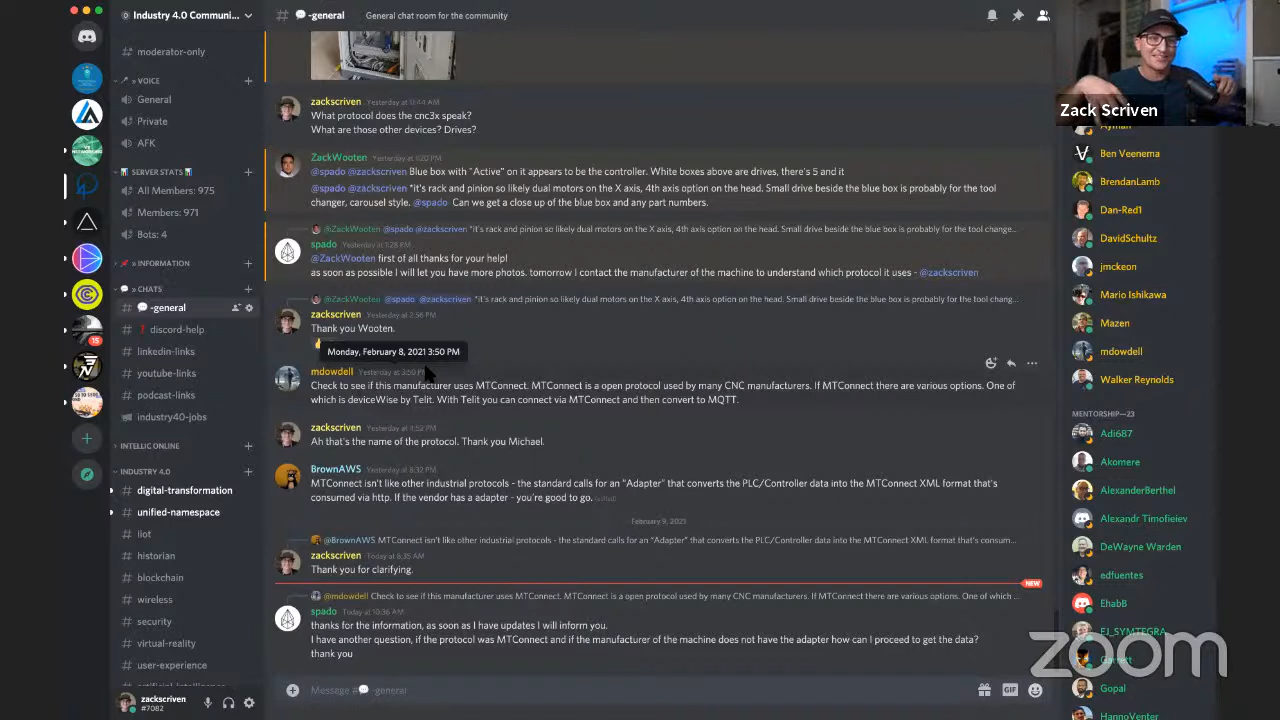 Industry 4.0 Communi...
# 💬 -general
General chat room for the community
moderator-only
» VOICE
General
Private
AFK
» SERVER STATS
All Members: 975
Members: 971
Bots: 4
» INFORMATION
» CHATS
-general
discord-help
linkedin-links
youtube-links
podcast-links
industry40-jobs
INTELLIC ONLINE
INDUSTRY 4.0
digital-transformation
unified-namespace
iiot
historian
blockchain
wireless
security
virtual-reality
user-experience
zackscriven
#7082
15
zackscriven Yesterday at 11:44 AM
What protocol does the cnc3x speak?
What are those other devices? Drives?
ZackWooten Yesterday at 1:20 PM
@spado @zackscriven Blue box with "Active" on it appears to be the controller. White boxes above are drives, there's 5 and it
@spado @zackscriven *it's rack and pinion so likely dual motors on the X axis, 4th axis option on the head. Small drive beside the blue box is probably for the tool
changer, carousel style. @spado Can we get a close up of the blue box and any part numbers.
@ZackWooten @spado @zackscriven *it's rack and pinion so likely dual motors on the X axis, 4th axis option on the head. Small drive beside the blue box is probably for the tool change...
spado Yesterday at 1:28 PM
@ZackWooten first of all thanks for your help!
as soon as possible I will let you have more photos. tomorrow I contact the manufacturer of the machine to understand which protocol it uses - @zackscriven
@ZackWooten @spado @zackscriven *it's rack and pinion so likely dual motors on the X axis, 4th axis option on the head. Small drive beside the blue box is probably for the tool chang...
zackscriven Yesterday at 2:56 PM
Thank you Wooten.
Monday, February 8, 2021 3:50 PM
mdowdell Yesterday at 3:50
Check to see if this manufacturer uses MTConnect. MTConnect is a open protocol used by many CNC manufacturers. If MTConnect there are various options. One of
which is deviceWise by Telit. With Telit you can connect via MTConnect and then convert to MQTT.
zackscriven Yesterday at
Ah that's the name of the protocol. Thank you Michael.
BrownAWS Yesterday at 8:32 PM
MTConnect isn't like other industrial protocols - the standard calls for an "Adapter" that converts the PLC/Controller data into the MTConnect XML format that's
consumed via http. If the vendor has a adapter - you're good to go. (edited)
February 9, 2021
@BrownAWS MTConnect isn't like other industrial protocols - the standard calls for an "Adapter" that converts the PLC/Controller data into the MTConnect XML format that's consum...
zackscriven Today at 8:35 AM
Thank you for clarifying.
NEW
@mdowdell Check to see if this manufacturer uses MTConnect. MTConnect is a open protocol used by many CNC manufacturers. If MTConnect there are various options. One of which ...
spado Today at 10:36 AM
thanks for the information, as soon as I have updates I will inform you.
I have another question, if the protocol was MTConnect and if the manufacturer of the machine does not have the adapter how can I proceed to get the data?
thank you
Message #💬 -general
GIF
Zack Scriven
Ayman
Ben Veenema
BrendanLamb
Dan-Red1
DavidSchultz
jmckeon
Mario Ishikawa
Mazen
mdowdell
Walker Reynolds
MENTORSHIP—23
Adi687
Akomere
AlexanderBerthel
Alexandr Timofieiev
DeWayne Warden
edfuentes
EhabB
EJ_SYMTEGRA
Garrett
Gopal
HannoVenter
zoom